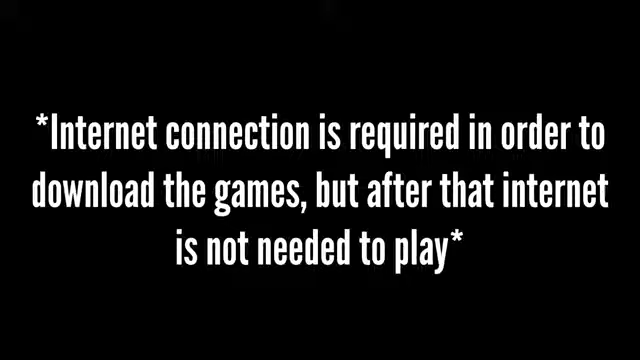 *Internet connection is required in order to
download the games, but after that internet
is not needed to play*